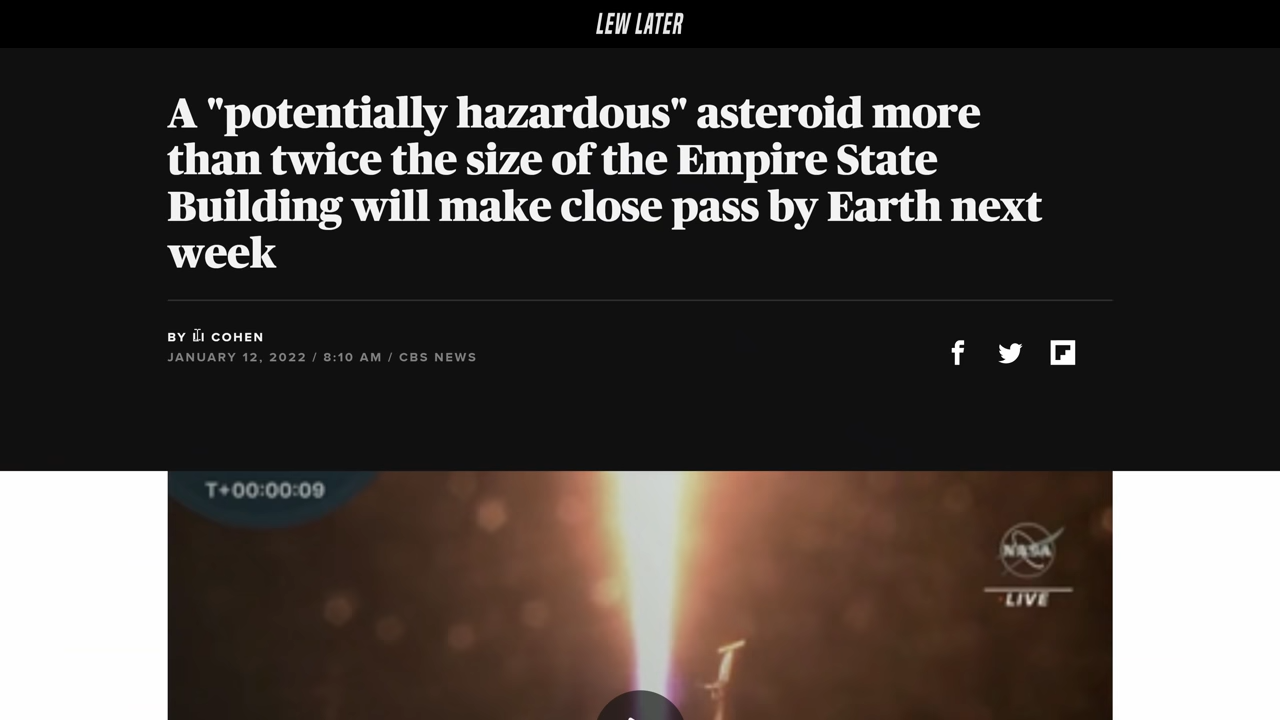 LEW LATER
A "potentially hazardous" asteroid more
than twice the size of the Empire State
Building will make close pass by Earth next
week
BY LI COHEN
JANUARY 12, 2022 / 8:10 AM / CBS NEWS
T+00:00:09
NASA
LIVE